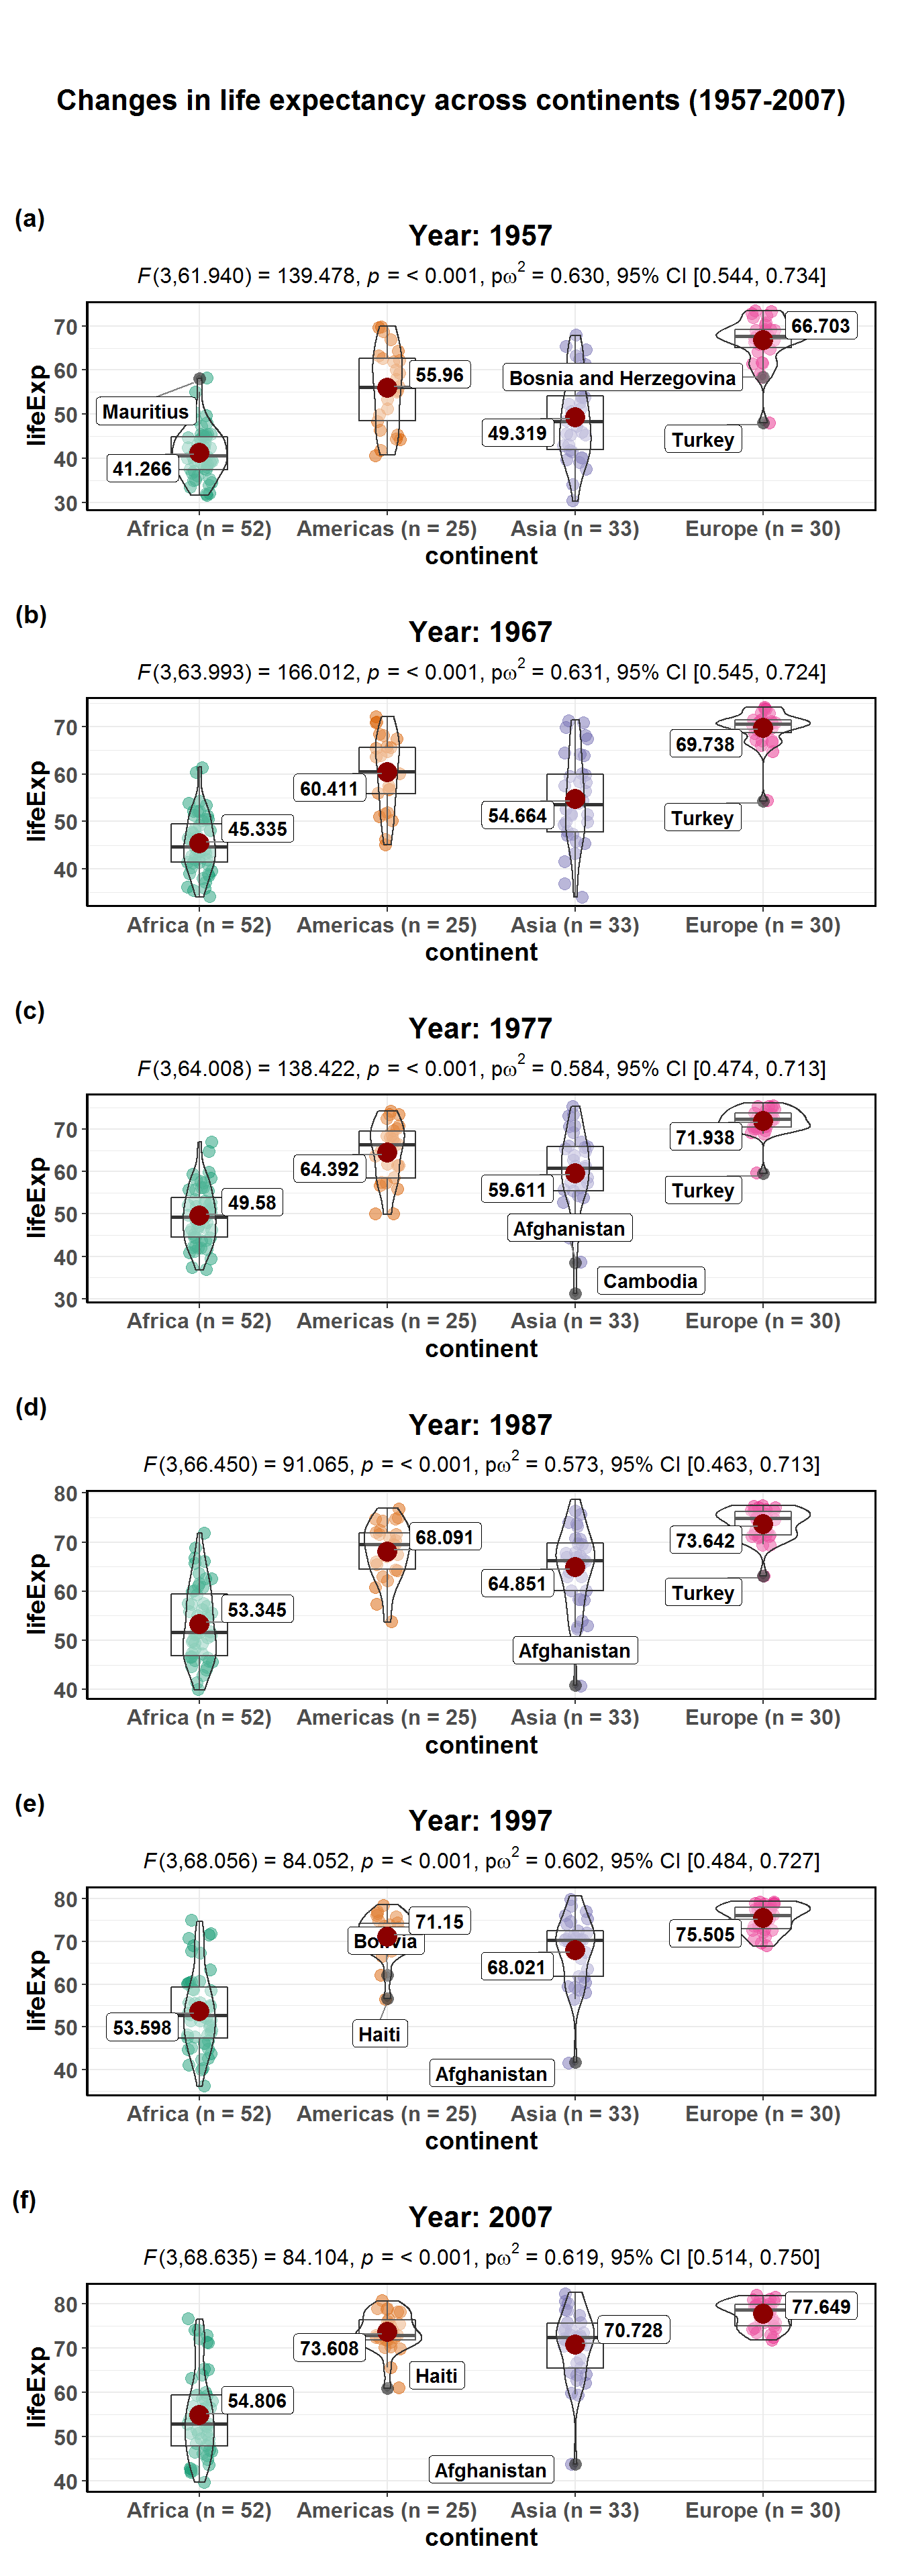 Changes in life expectancy across continents (1957-2007)
(a)
Year: 1957
F(3,61.940) = 139.478, p = < 0.001, pω² = 0.630, 95% CI [0.544, 0.734]
70
60
50
40
30
lifeExp
66.703
55.96
Bosnia and Herzegovina
Mauritius
49.319
Turkey
41.266
Africa (n = 52) Americas (n = 25) Asia (n = 33) Europe (n = 30)
continent
(b)
Year: 1967
F(3,63.993) = 166.012, p = < 0.001, pω² = 0.631, 95% CI [0.545, 0.724]
70
60
50
40
lifeExp
69.738
60.411
54.664
Turkey
45.335
Africa (n = 52) Americas (n = 25) Asia (n = 33) Europe (n = 30)
continent
(c)
Year: 1977
F(3,64.008) = 138.422, p = < 0.001, pω² = 0.584, 95% CI [0.474, 0.713]
70
60
50
40
30
lifeExp
71.938
64.392
59.611
Turkey
49.58
Afghanistan
Cambodia
Africa (n = 52) Americas (n = 25) Asia (n = 33) Europe (n = 30)
continent
(d)
Year: 1987
F(3,66.450) = 91.065, p = < 0.001, pω² = 0.573, 95% CI [0.463, 0.713]
80
70
60
50
40
lifeExp
68.091
73.642
64.851
Turkey
53.345
Afghanistan
Africa (n = 52) Americas (n = 25) Asia (n = 33) Europe (n = 30)
continent
(e)
Year: 1997
F(3,68.056) = 84.052, p = < 0.001, pω² = 0.602, 95% CI [0.484, 0.727]
80
70
60
50
40
lifeExp
71.15
75.505
Bolivia
68.021
53.598
Haiti
Afghanistan
Africa (n = 52) Americas (n = 25) Asia (n = 33) Europe (n = 30)
continent
(f)
Year: 2007
F(3,68.635) = 84.104, p = < 0.001, pω² = 0.619, 95% CI [0.514, 0.750]
80
70
60
50
40
lifeExp
77.649
70.728
73.608
Haiti
54.806
Afghanistan
Africa (n = 52) Americas (n = 25) Asia (n = 33) Europe (n = 30)
continent